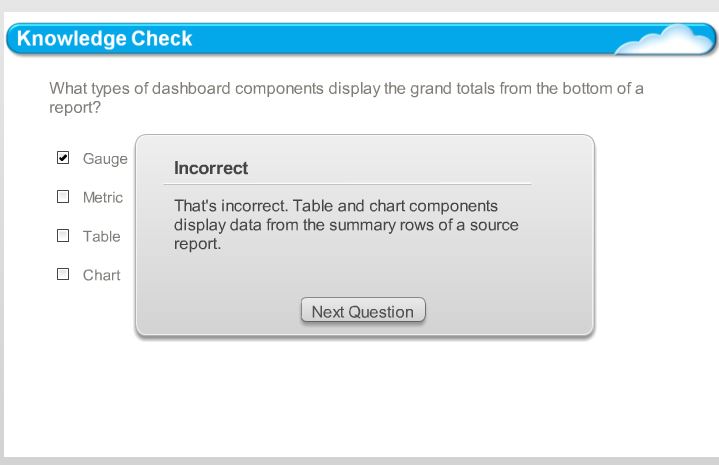 Knowledge Check
What types of dashboard components display the grand totals from the bottom of a
report?
Gauge
Metric
Table
Chart
Incorrect
That's incorrect. Table and chart components
display data from the summary rows of a source
report.
Next Question